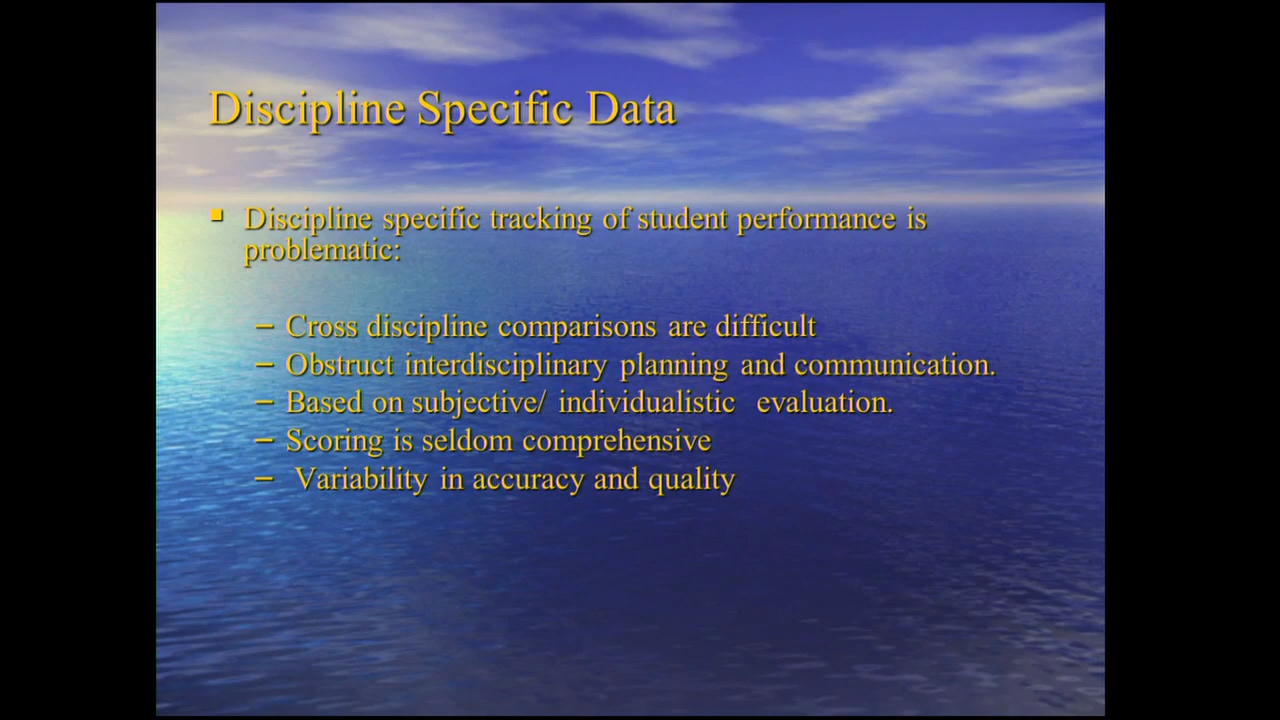 Discipline Specific Data
▪ Discipline specific tracking of student performance is
problematic:
– Cross discipline comparisons are difficult
– Obstruct interdisciplinary planning and communication.
– Based on subjective/ individualistic evaluation.
– Scoring is seldom comprehensive
– Variability in accuracy and quality